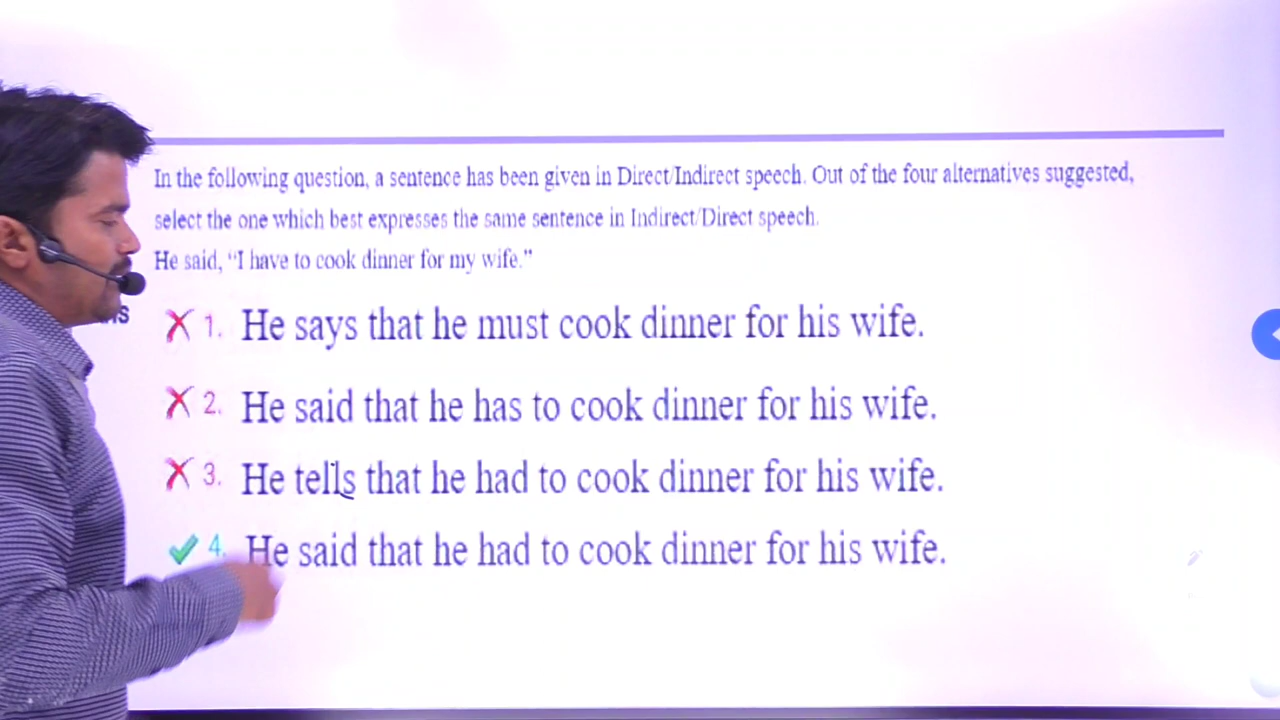 In the following question, a sentence has been given in Direct/Indirect speech. Out of the four alternatives suggested,
select the one which best expresses the same sentence in Indirect/Direct speech.
He said, “I have to cook dinner for my wife.”
1. He says that he must cook dinner for his wife.
2. He said that he has to cook dinner for his wife.
3. He tells that he had to cook dinner for his wife.
4. He said that he had to cook dinner for his wife.